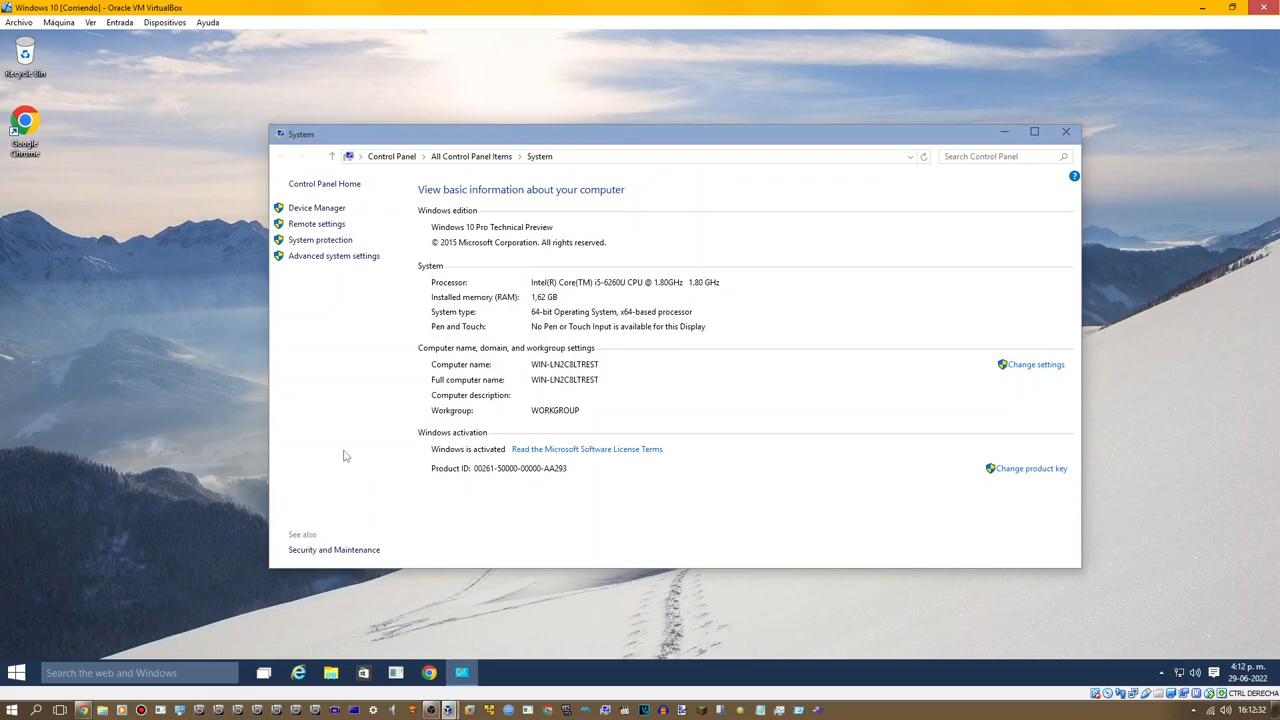 Windows 10 [Corriendo] - Oracle VM VirtualBox
Archivo Máquina Ver Entrada Dispositivos Ayuda
Recycle Bin
Google
Chrome
System
Control Panel All Control Panel Items System
Search Control Panel
Control Panel Home
Device Manager
Remote settings
System protection
Advanced system settings
See also
Security and Maintenance
View basic information about your computer
Windows edition
Windows 10 Pro Technical Preview
© 2015 Microsoft Corporation. All rights reserved.
System
Processor: Intel(R) Core(TM) i5-6260U CPU @ 1.80GHz 1.80 GHz
Installed memory (RAM): 1,62 GB
System type: 64-bit Operating System, x64-based processor
Pen and Touch: No Pen or Touch Input is available for this Display
Computer name, domain, and workgroup settings
Computer name: WIN-LN2C8LTREST
Change settings
Full computer name: WIN-LN2C8LTREST
Computer description:
Workgroup: WORKGROUP
Windows activation
Windows is activated Read the Microsoft Software License Terms
Product ID: 00261-50000-00000-AA293
Change product key
Search the web and Windows
4:12 p. m.
29-06-2022
CTRL DERECHA
16:12:32